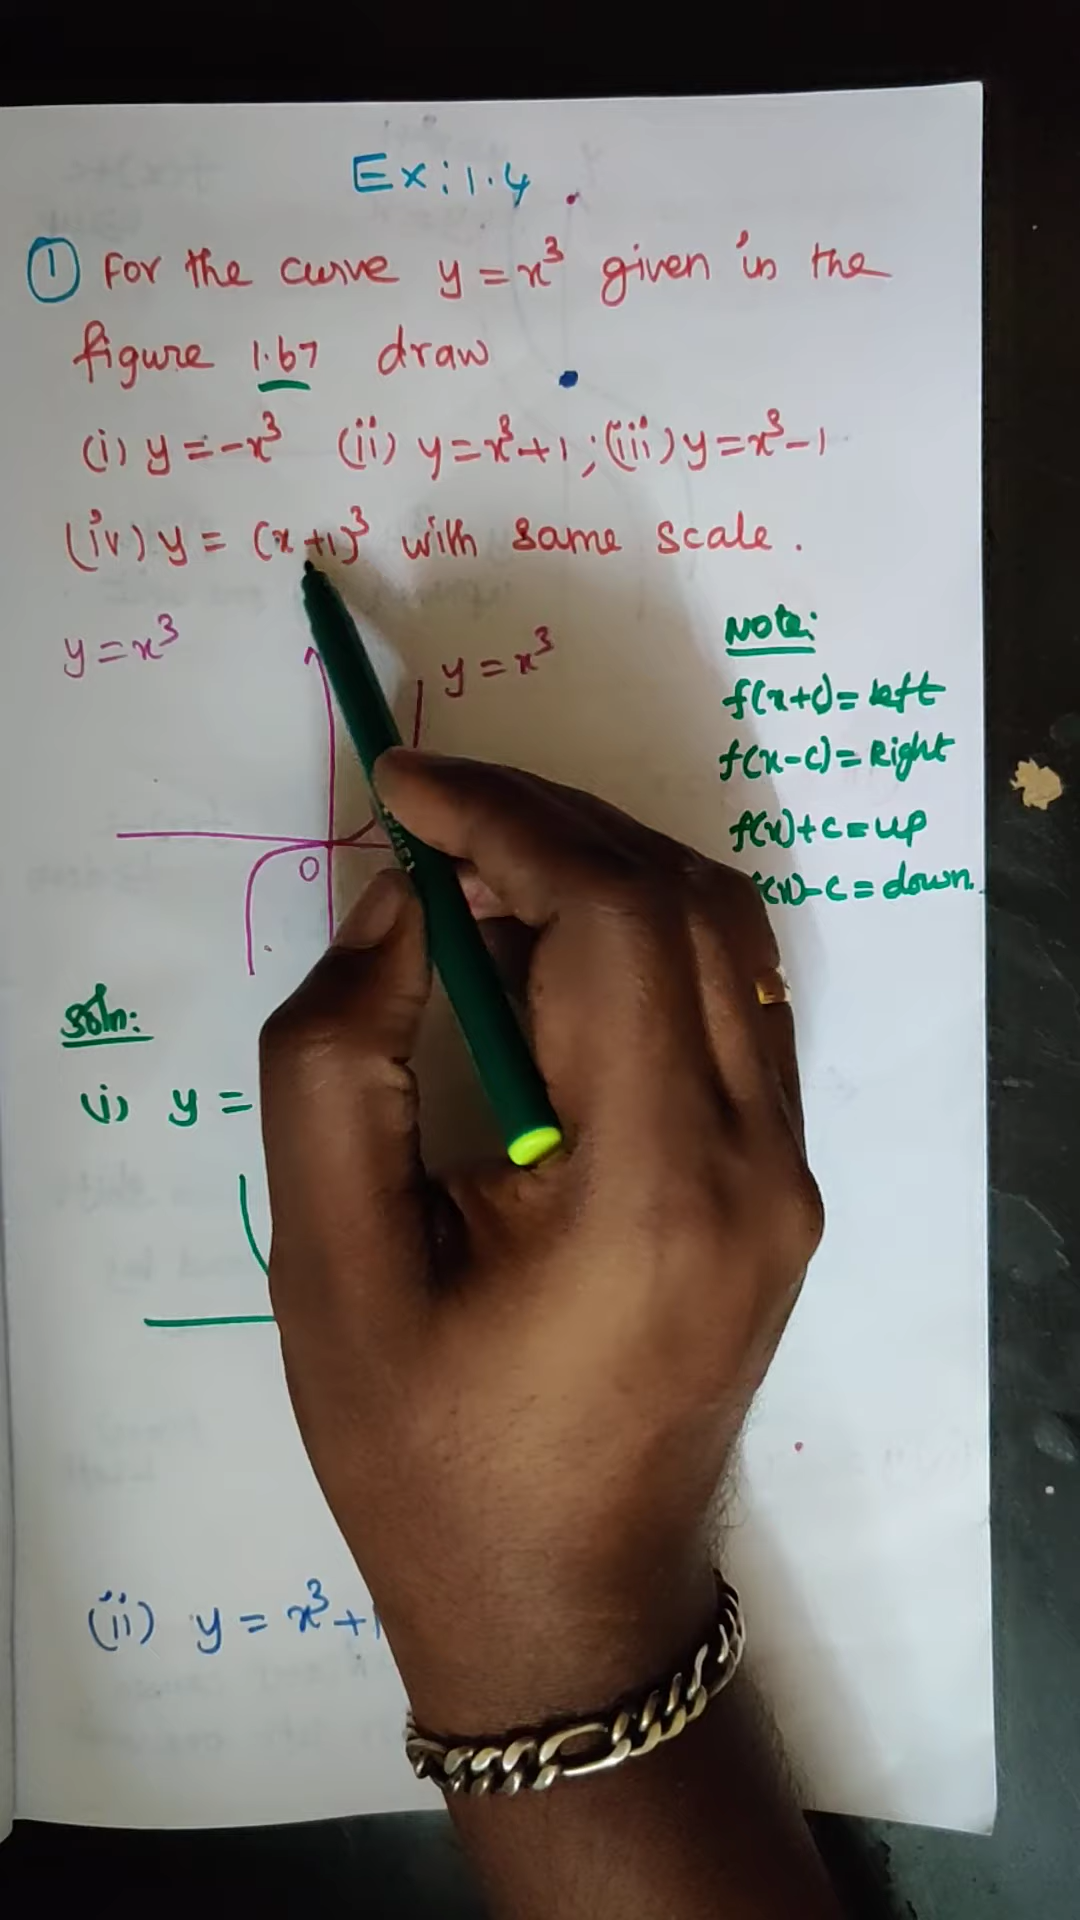 Ex: 1.4
① For the curve y = x³ given in the
figure 1.67 draw
(i) y = -x³ (ii) y = x³+1 ; (iii) y = x³-1
(iv) y = (x+1)³ with same scale.
y = x³
y = x³
O
Note:
f(x+c) = left
f(x-c) = Right
f(x)+c = up
(x)-c = down.
Soln:
(i) y =
(ii) y = x³+1